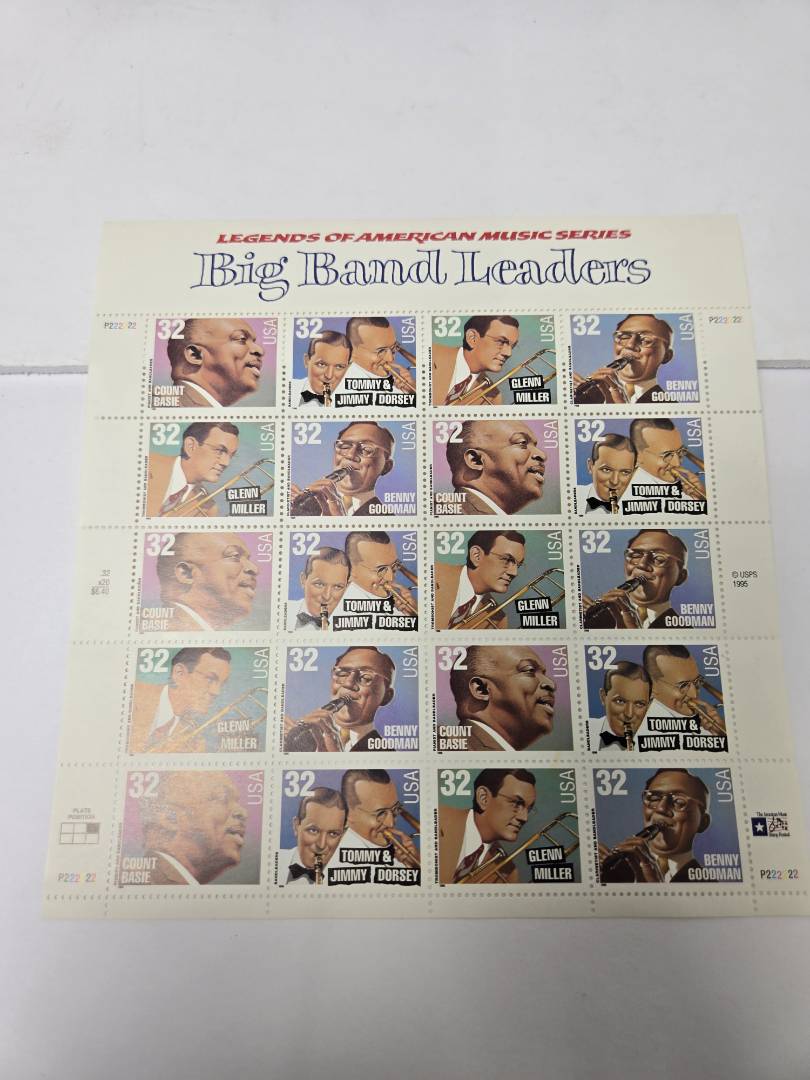 LEGENDS OF AMERICAN MUSIC SERIES
Big Band Leaders
P222222 P222222
32 USA COUNT BASIE
32 USA TOMMY & JIMMY DORSEY
32 USA GLENN MILLER
32 USA BENNY GOODMAN
32 USA GLENN MILLER
32 USA BENNY GOODMAN
32 USA COUNT BASIE
32 USA TOMMY & JIMMY DORSEY
.32
x20
$6.40
32 USA COUNT BASIE
32 USA TOMMY & JIMMY DORSEY
32 USA GLENN MILLER
32 USA BENNY GOODMAN
© USPS
1995
32 USA GLENN MILLER
32 USA BENNY GOODMAN
32 USA COUNT BASIE
32 USA TOMMY & JIMMY DORSEY
PLATE
POSITION
32 USA COUNT BASIE
32 USA TOMMY & JIMMY DORSEY
32 USA GLENN MILLER
32 USA BENNY GOODMAN
P222222 P222222